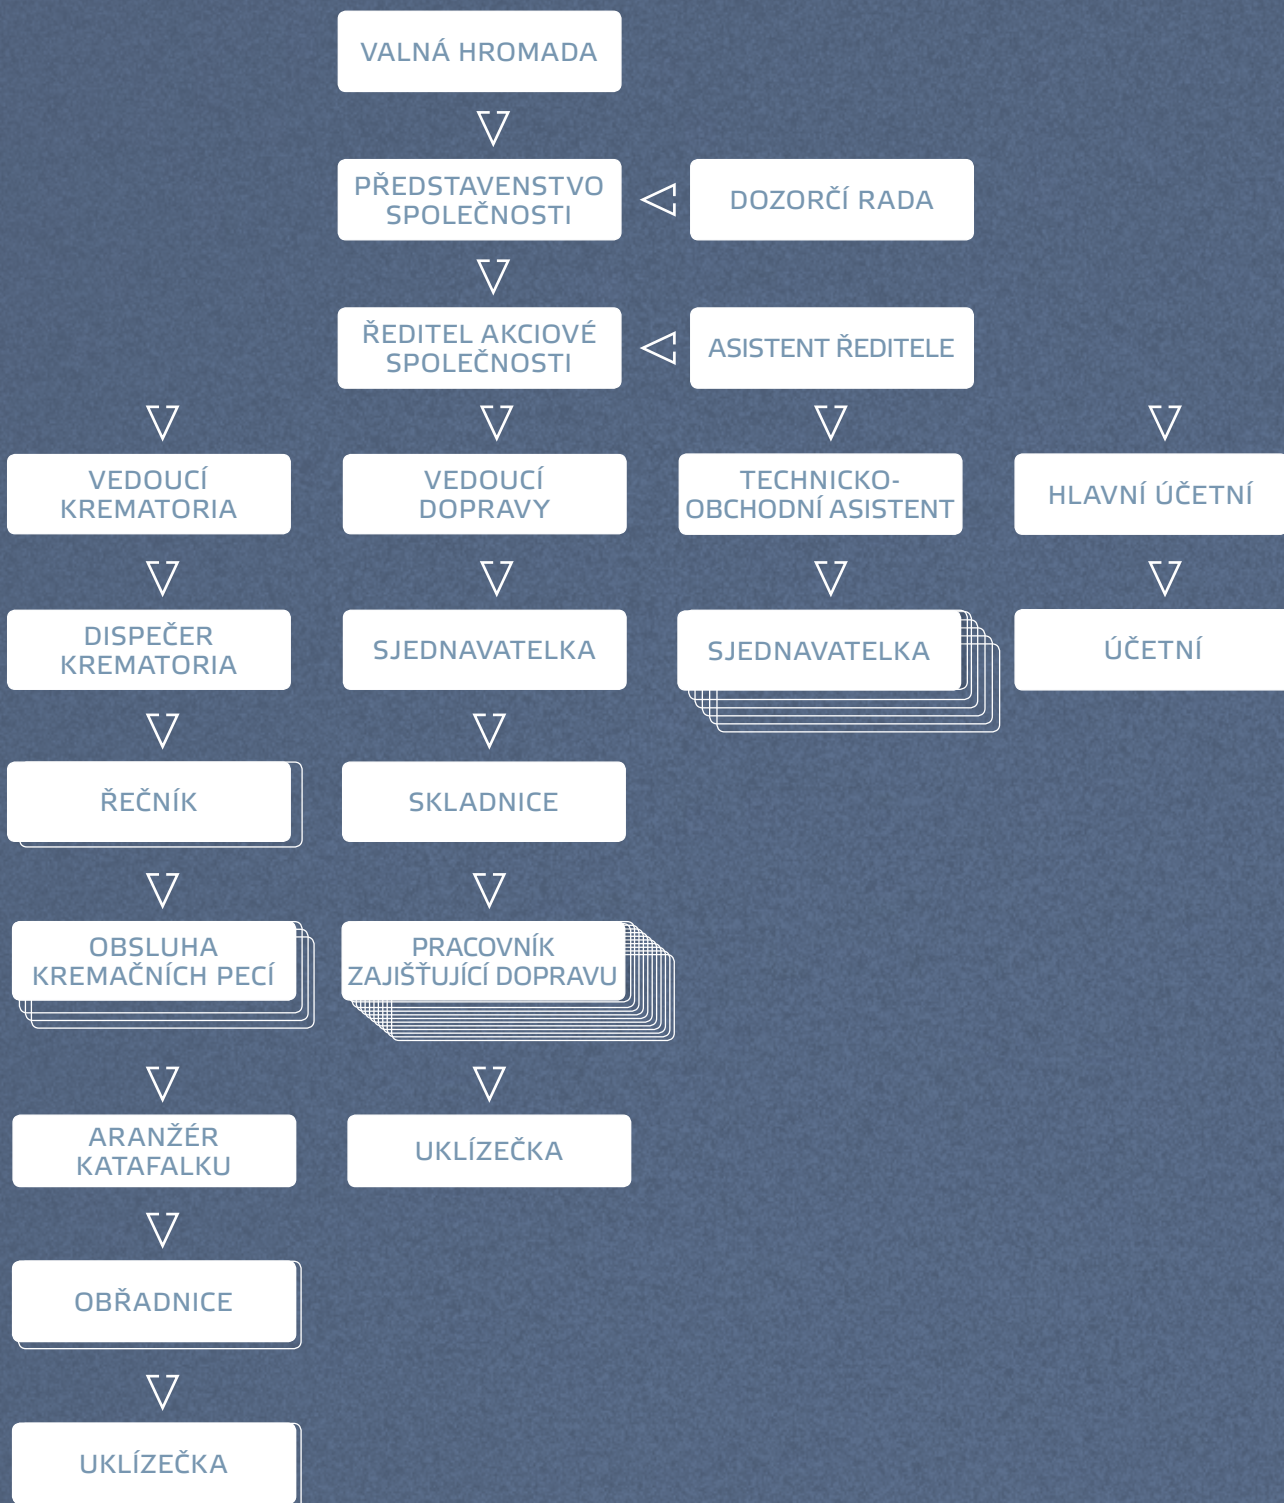 VALNÁ HROMADA
PŘEDSTAVENSTVO
SPOLEČNOSTI
DOZORČÍ RADA
ŘEDITEL AKCIOVÉ
SPOLEČNOSTI
ASISTENT ŘEDITELE
VEDOUCÍ
KREMATORIA
VEDOUCÍ
DOPRAVY
TECHNICKO-
OBCHODNÍ ASISTENT
HLAVNÍ ÚČETNÍ
DISPEČER
KREMATORIA
SJEDNAVATELKA
SJEDNAVATELKA
ÚČETNÍ
ŘEČNÍK
SKLADNICE
OBSLUHA
KREMAČNÍCH PECÍ
PRACOVNÍK
ZAJIŠŤUJÍCÍ DOPRAVU
ARANŽÉR
KATAFALKU
UKLÍZEČKA
OBŘADNICE
UKLÍZEČKA